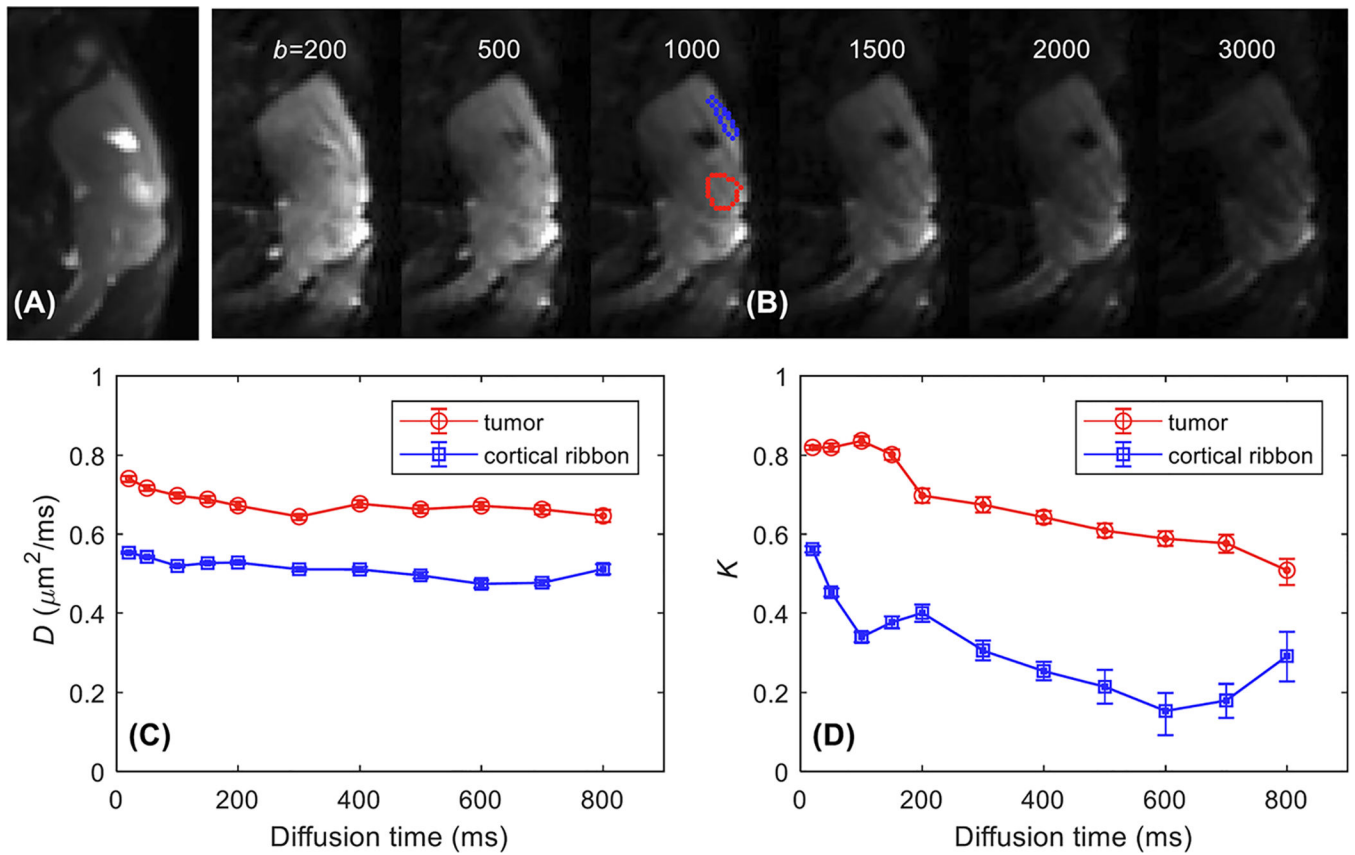 b=200 500 1000 1500 2000 3000
(A) (B)
1
0.8
0.6
0.4
0.2
0
D (μm²/ms)
tumor
cortical ribbon
(C)
0 200 400 600 800
Diffusion time (ms)
1
0.8
0.6
0.4
0.2
0
K
tumor
cortical ribbon
(D)
0 200 400 600 800
Diffusion time (ms)